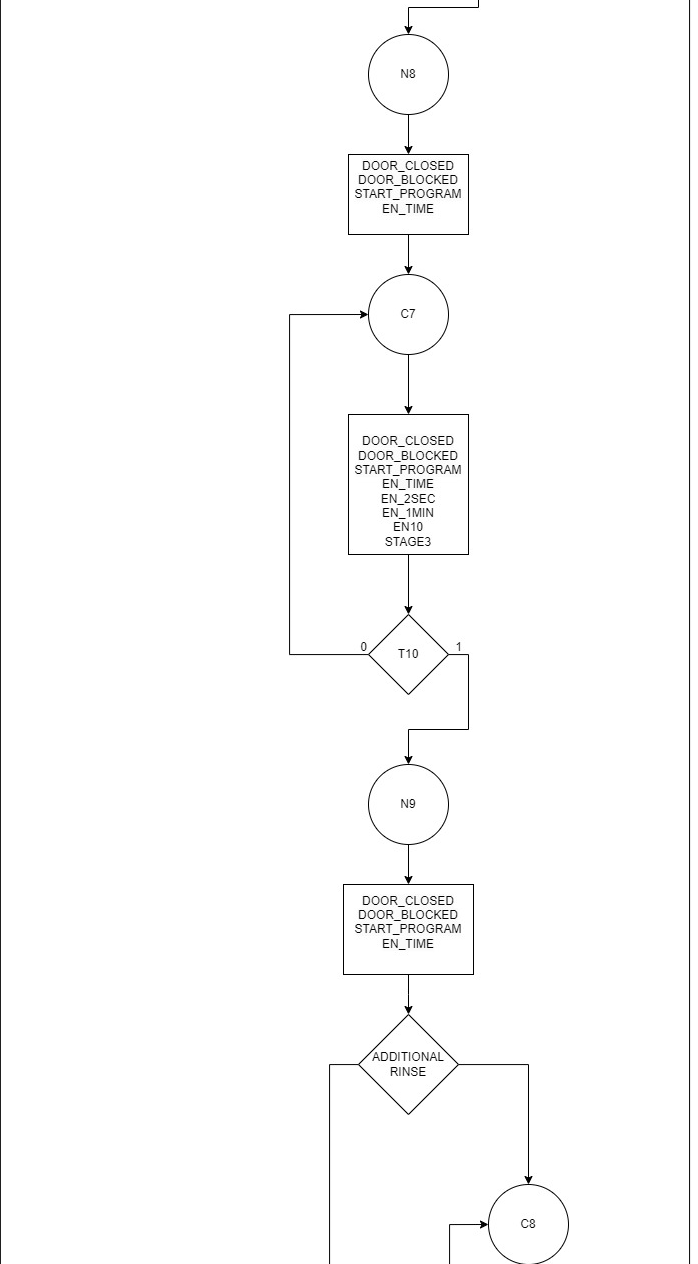 N8
DOOR_CLOSED
DOOR_BLOCKED
START_PROGRAM
EN_TIME
C7
DOOR_CLOSED
DOOR_BLOCKED
START_PROGRAM
EN_TIME
EN_2SEC
EN_1MIN
EN10
STAGE3
0
T10
1
N9
DOOR_CLOSED
DOOR_BLOCKED
START_PROGRAM
EN_TIME
ADDITIONAL
RINSE
C8